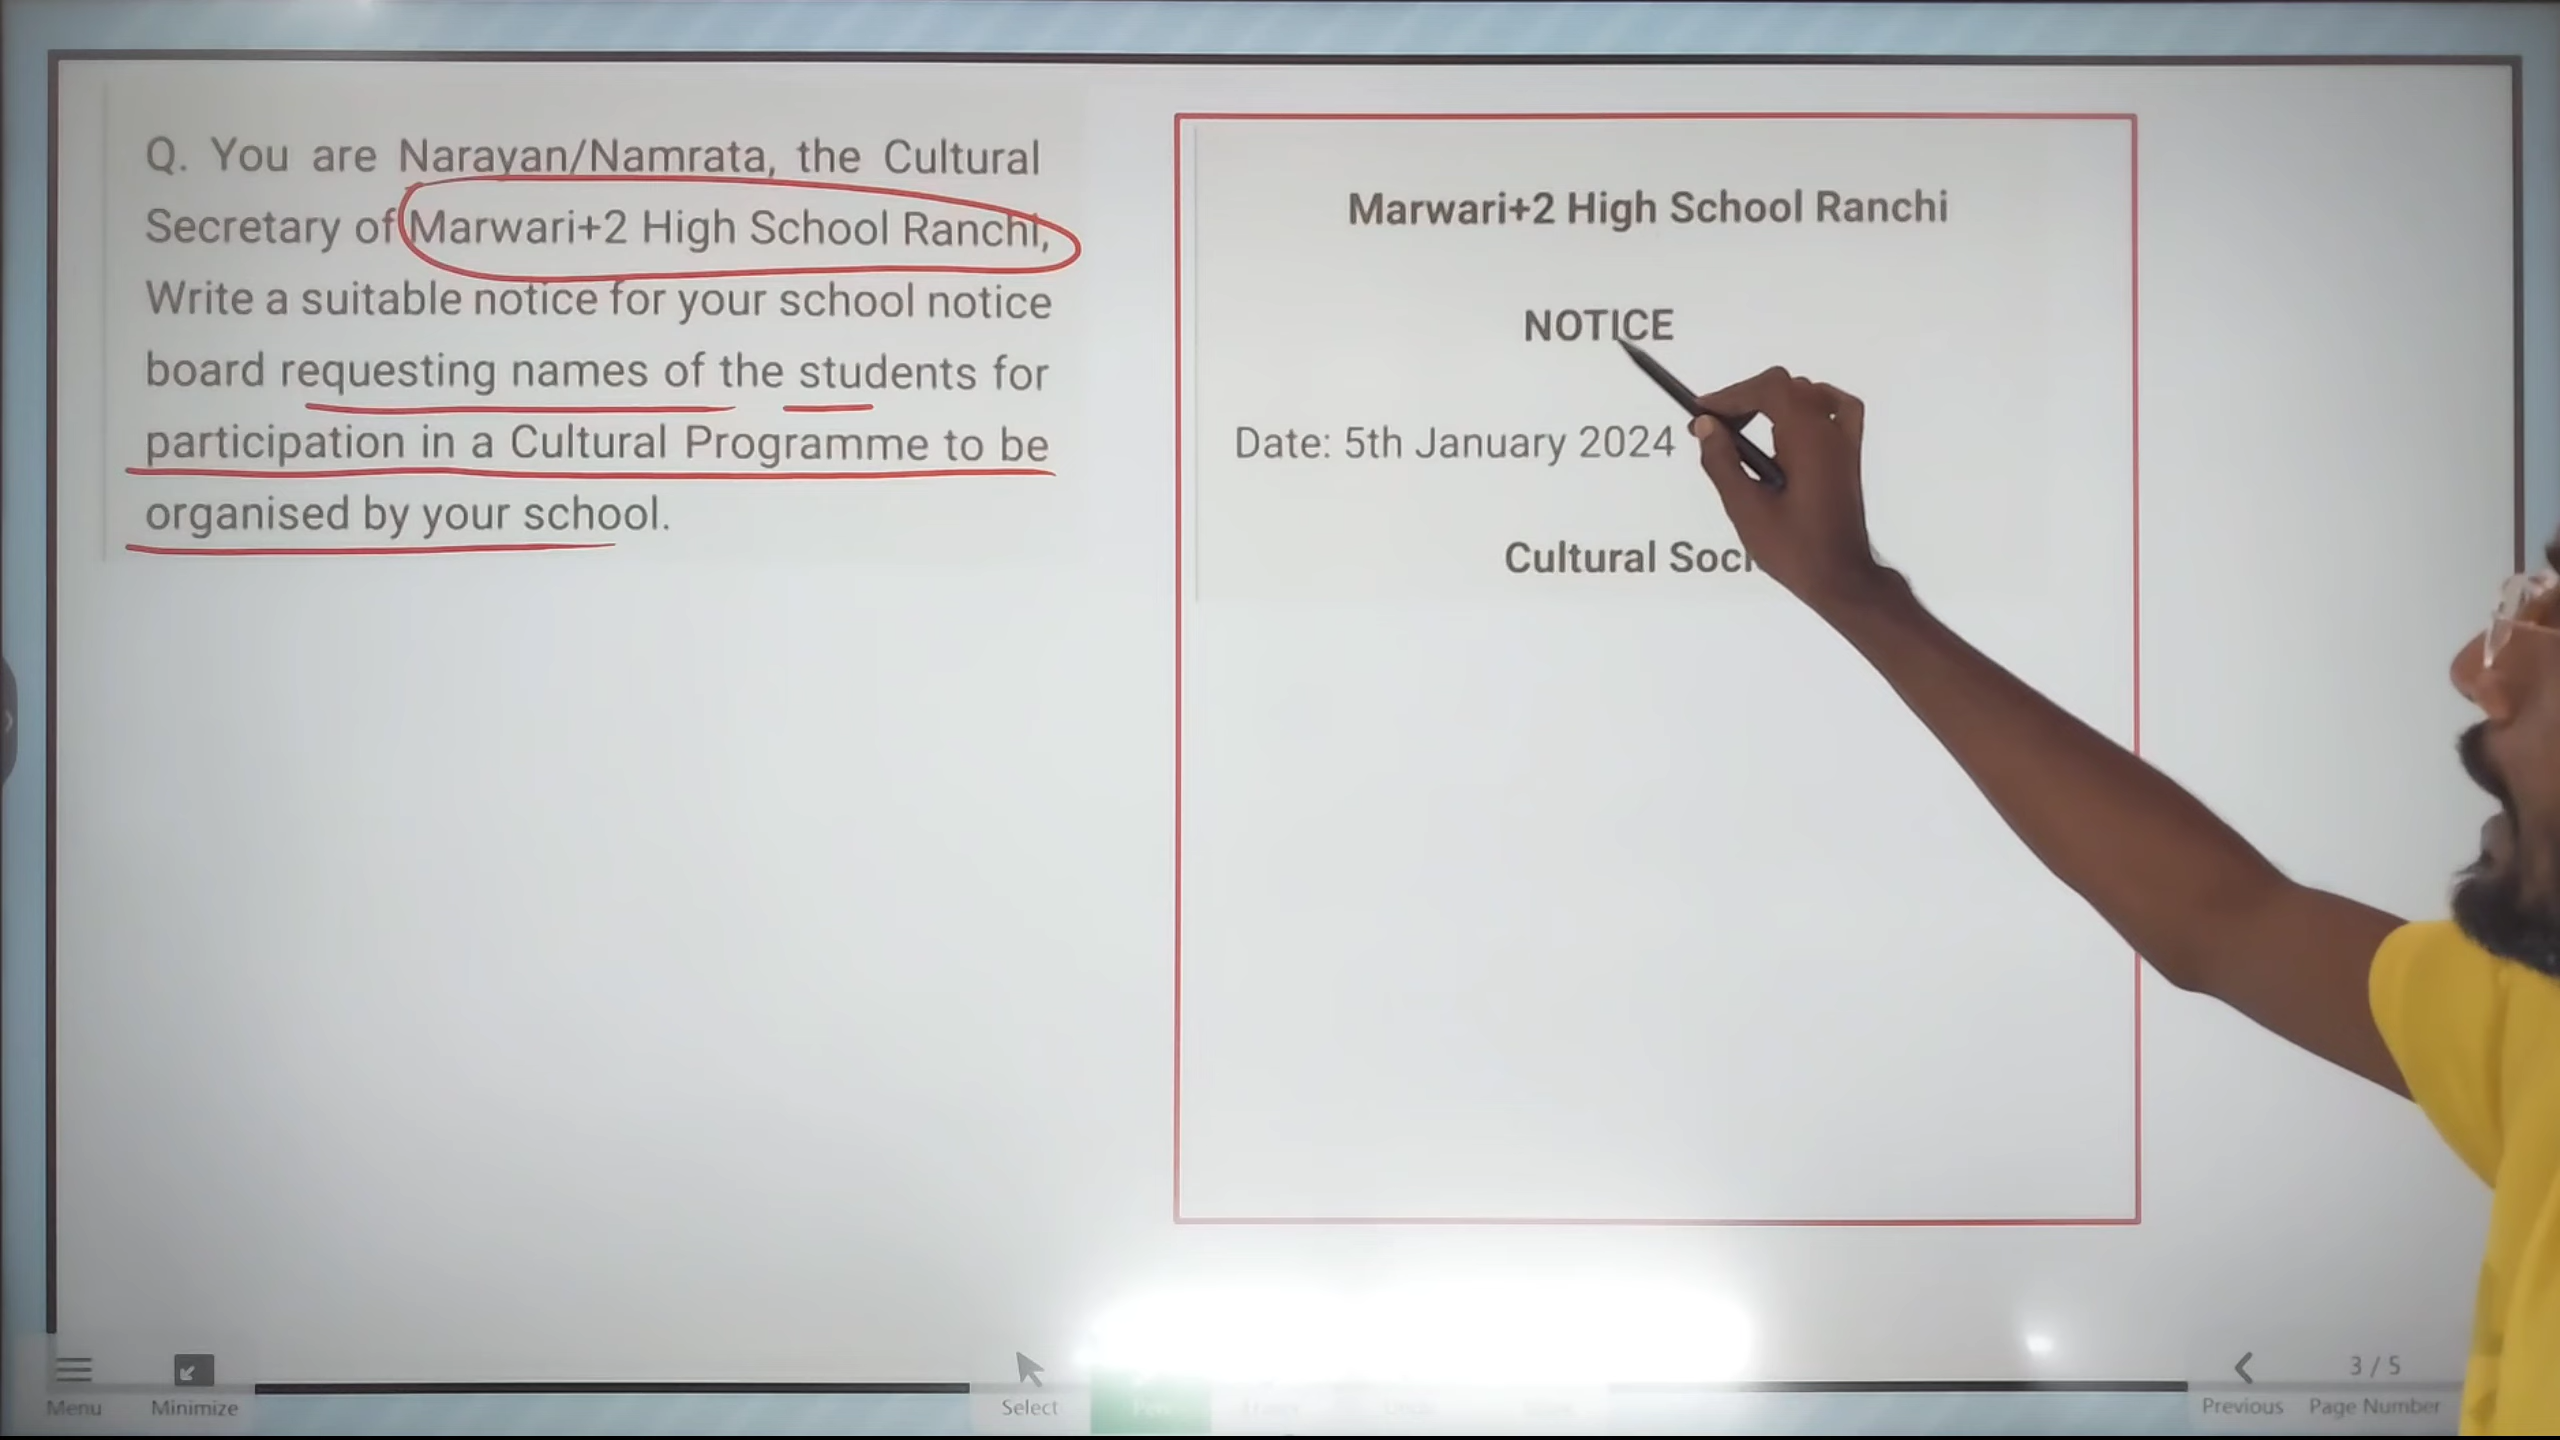 Q. You are Narayan/Namrata, the Cultural
Secretary of Marwari+2 High School Ranchi,
Write a suitable notice for your school notice
board requesting names of the students for
participation in a Cultural Programme to be
organised by your school.
Marwari+2 High School Ranchi
NOTICE
Date: 5th January 2024
Cultural
Menu
Minimize
Select
Previous
3 / 5
Page Number